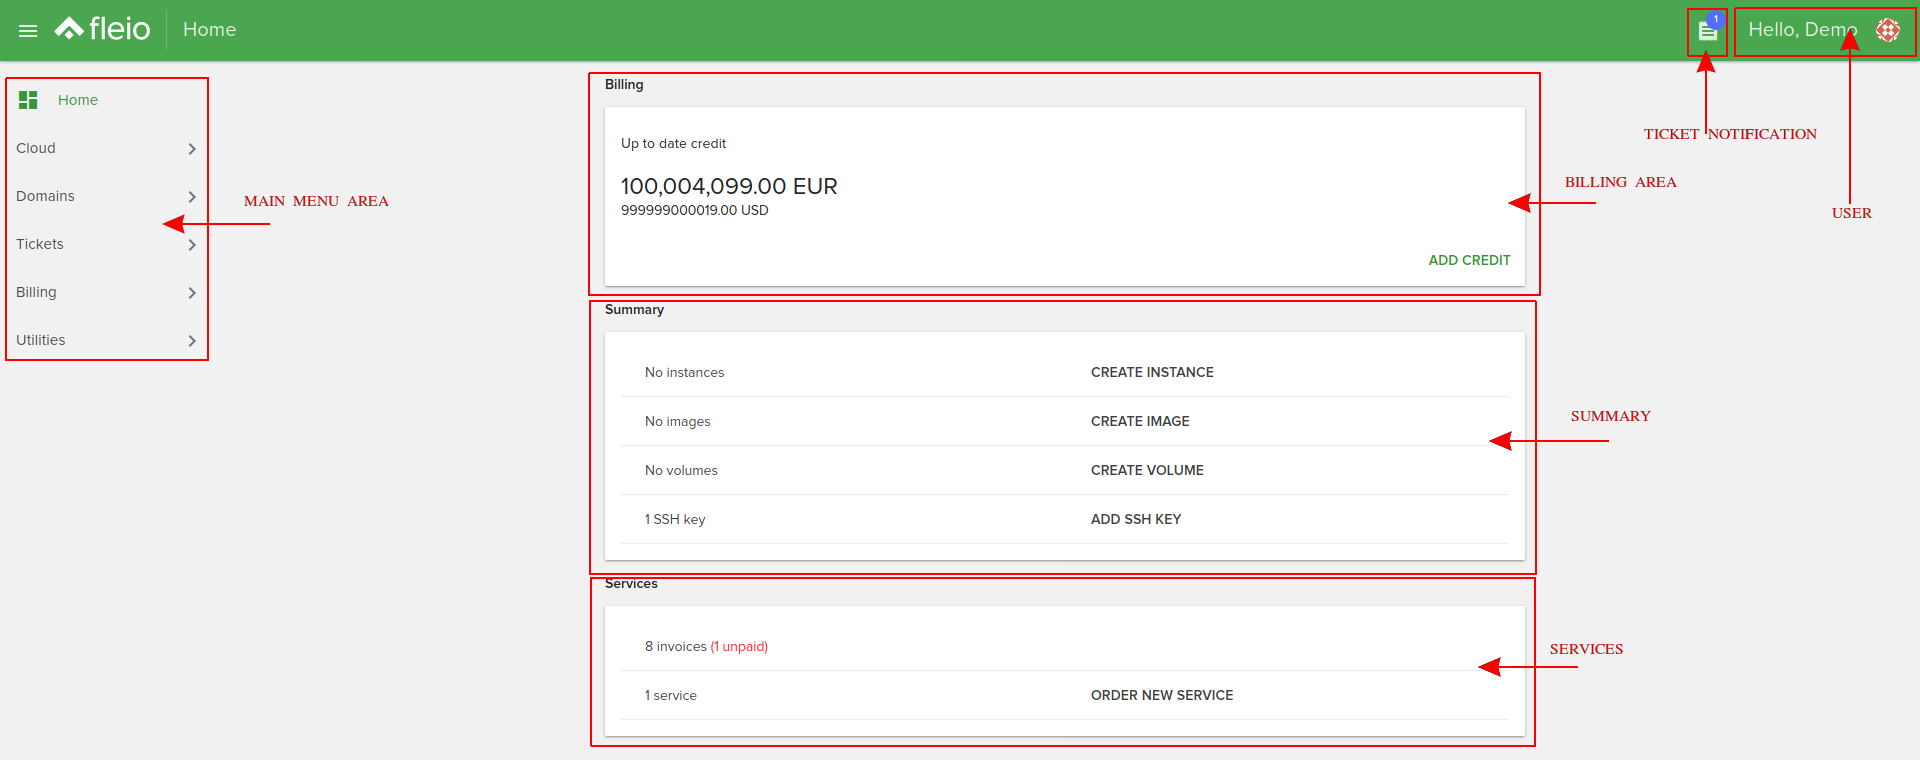 fleio
Home
1
Hello, Demo
Home
Cloud
Domains
Tickets
Billing
Utilities
MAIN MENU AREA
Billing
Up to date credit
100,004,099.00 EUR
999999000019.00 USD
ADD CREDIT
TICKET NOTIFICATION
BILLING AREA
USER
Summary
No instances
CREATE INSTANCE
No images
CREATE IMAGE
No volumes
CREATE VOLUME
1 SSH key
ADD SSH KEY
SUMMARY
Services
8 invoices (1 unpaid)
1 service
ORDER NEW SERVICE
SERVICES